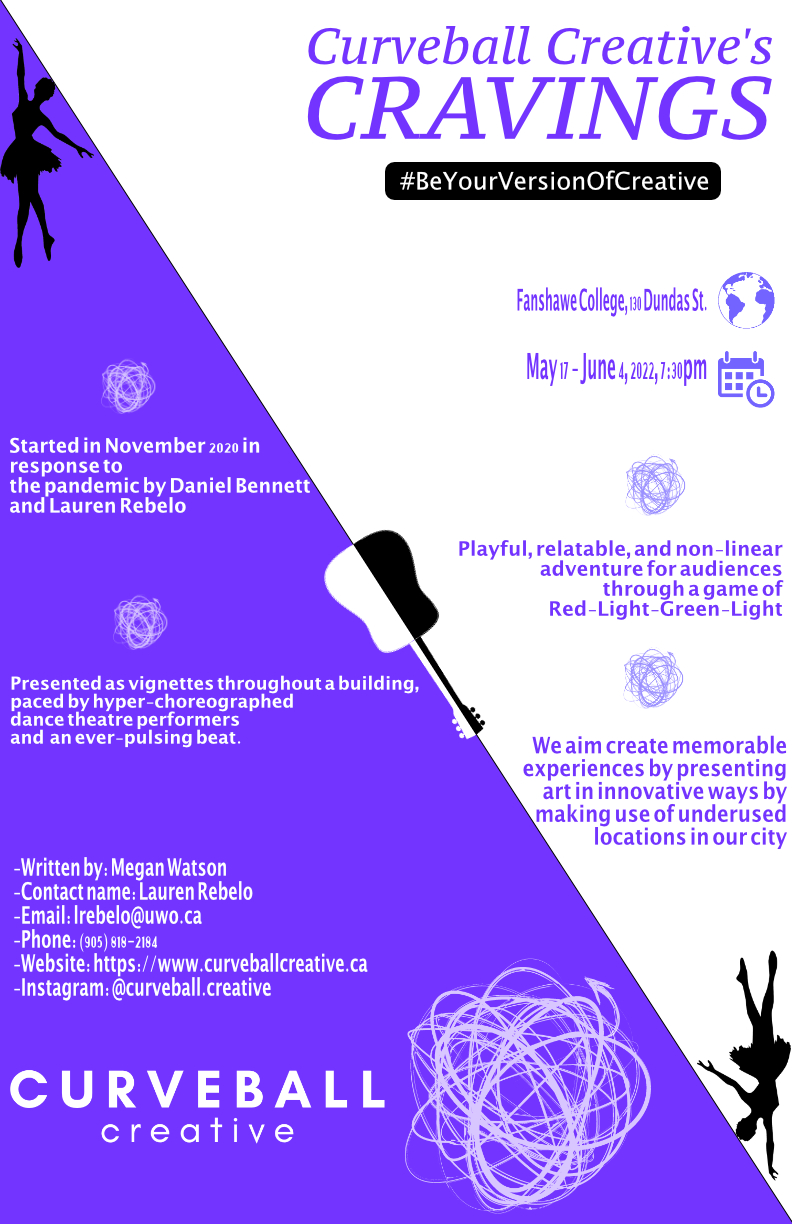 Curveball Creative's
CRAVINGS
#BeYourVersionOfCreative
Fanshawe College, 130 Dundas St.
May 17 - June 4, 2022, 7:30pm
Started in November 2020 in
response to
the pandemic by Daniel Bennett
and Lauren Rebelo
Playful, relatable, and non-linear
adventure for audiences
through a game of
Red-Light-Green-Light
Presented as vignettes throughout a building,
paced by hyper-choreographed
dance theatre performers
and an ever-pulsing beat.
We aim create memorable
experiences by presenting
art in innovative ways by
making use of underused
locations in our city
-Written by: Megan Watson
-Contact name: Lauren Rebelo
-Email: lrebelo@uwo.ca
-Phone: (905) 818-2184
-Website: https://www.curveballcreative.ca
-Instagram: @curveball.creative
CURVEBALL
creative